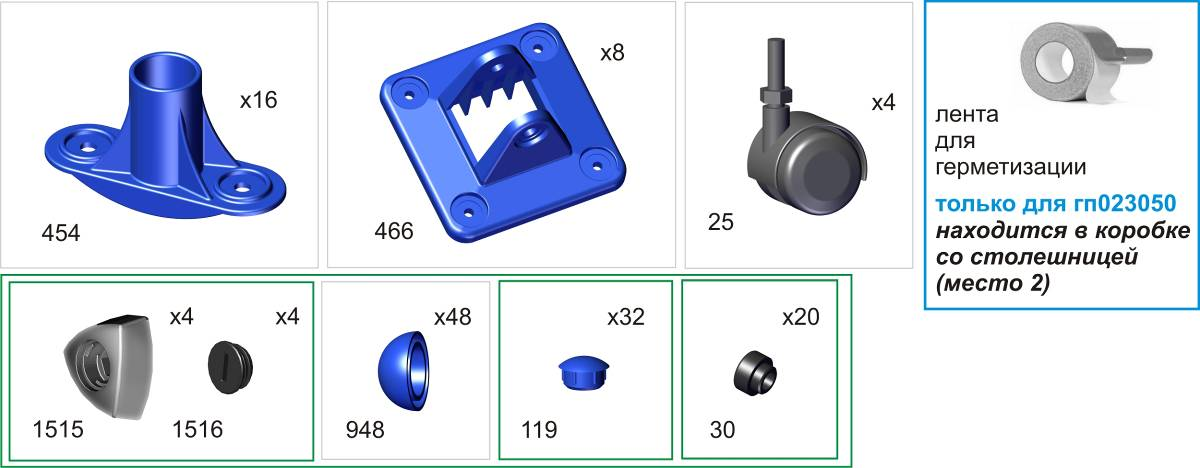 x16
454
x8
466
x4
25
лента
для
герметизации
только для гп023050
находится в коробке
со столешницей
(место 2)
x4
1515
x4
1516
x48
948
x32
119
x20
30